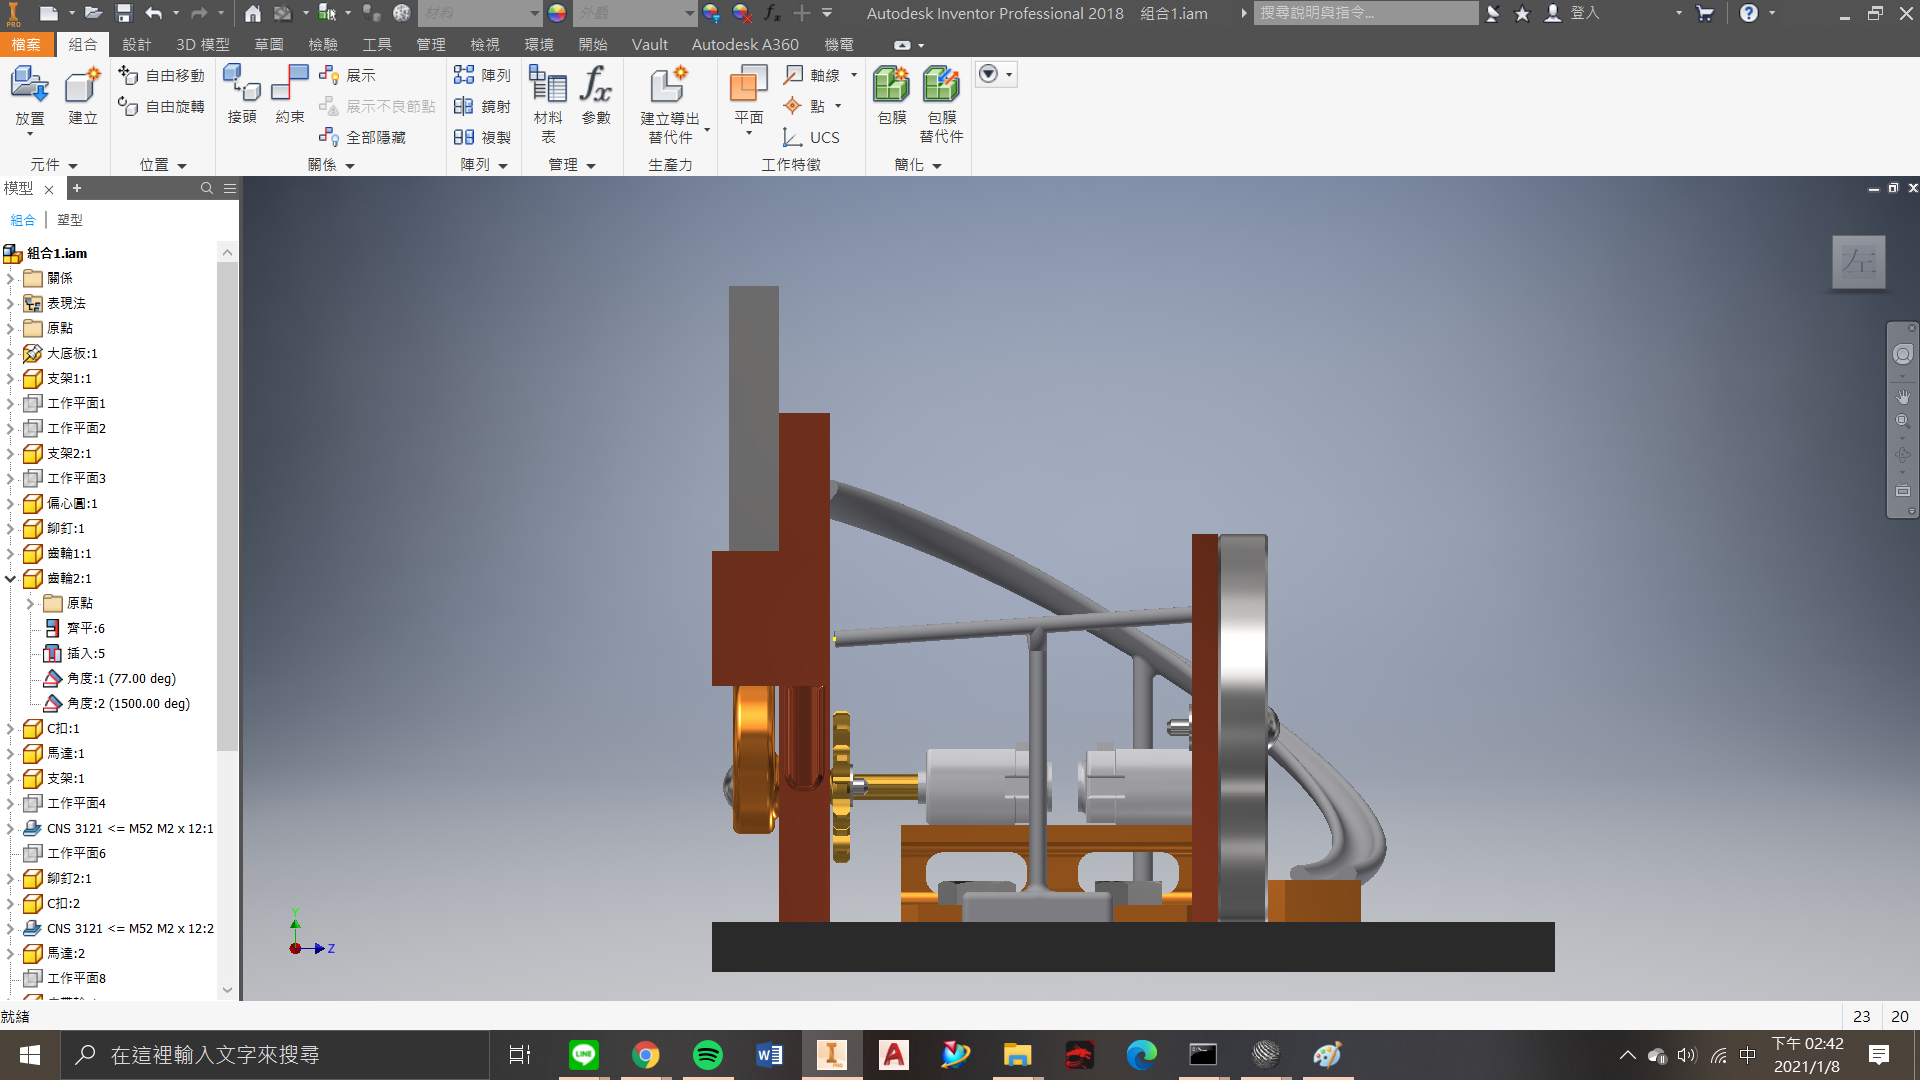 PRO
材料
外觀
Autodesk Inventor Professional 2018 組合1.iam
搜尋說明與指令...
登入
檔案 組合 設計 3D 模型 草圖 檢驗 工具 管理 檢視 環境 開始 Vault Autodesk A360 機電
放置
建立
自由移動
自由旋轉
接頭
約束
展示
展示不良節點
全部隱藏
陣列
鏡射
複製
材料
表
參數
建立導出
替代件
平面
軸線
點
UCS
包膜
包膜
替代件
元件 位置 關係 陣列 管理 生產力 工作特徵 簡化
模型
組合 | 塑型
組合1.iam
關係
表現法
原點
大底板:1
支架1:1
工作平面1
工作平面2
支架2:1
工作平面3
偏心圓:1
鉚釘:1
齒輪1:1
齒輪2:1
原點
齊平:6
插入:5
角度:1 (77.00 deg)
角度:2 (1500.00 deg)
C扣:1
馬達:1
支架:1
工作平面4
CNS 3121 <= M52 M2 x 12:1
工作平面6
鉚釘2:1
C扣:2
CNS 3121 <= M52 M2 x 12:2
馬達:2
工作平面8
左
Y
Z
就緒
23 20
在這裡輸入文字來搜尋
LINE
中
下午 02:42
2021/1/8